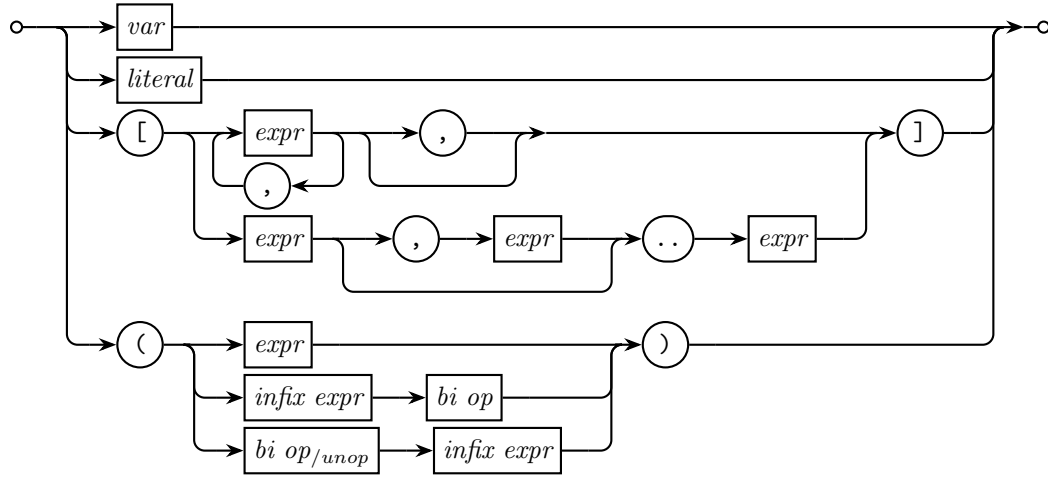 var
literal
[ expr , ]
,
expr , expr .. expr
( expr )
infix expr bi op
bi op/unop infix expr